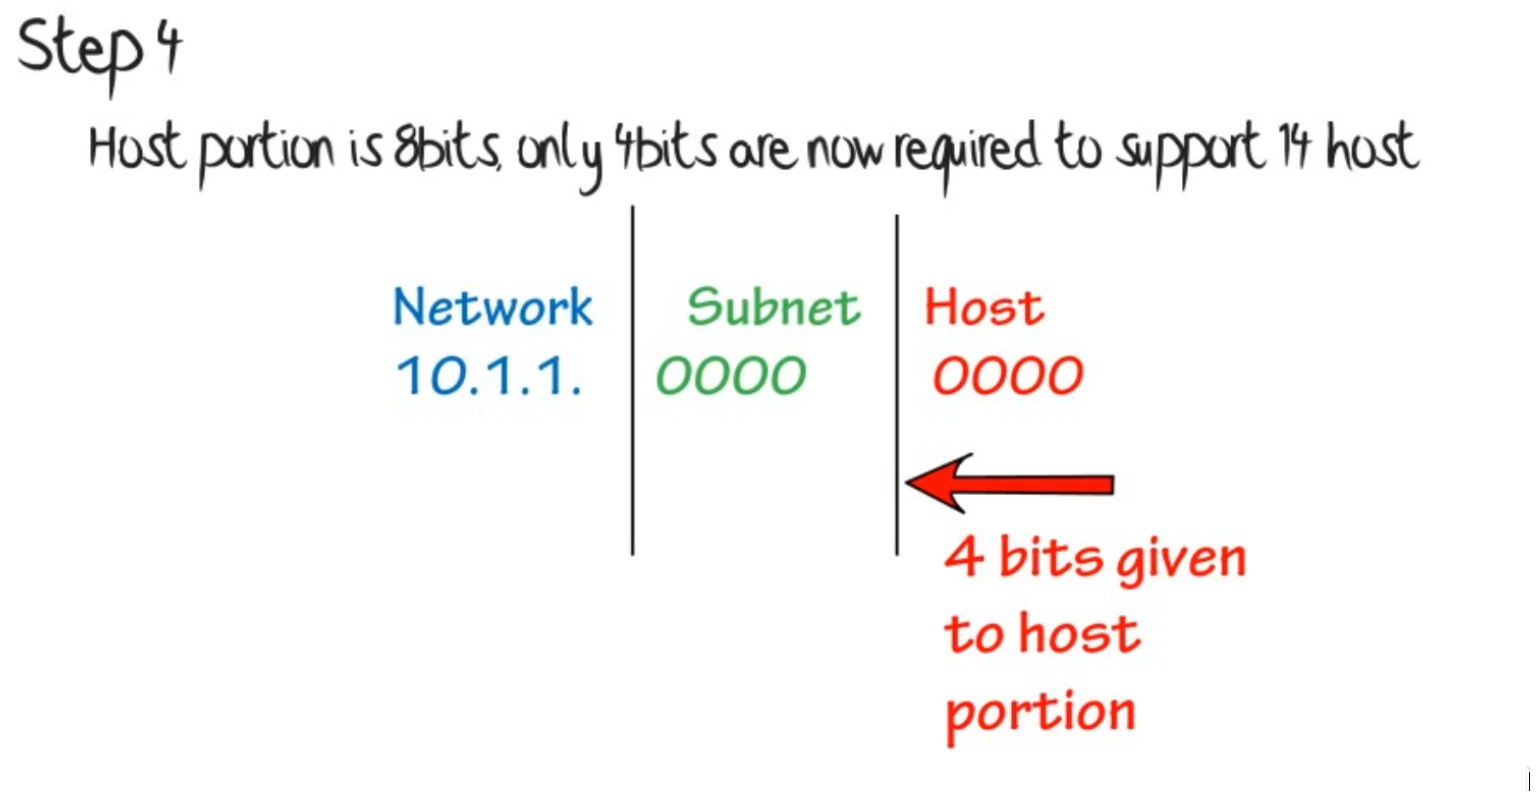 Step 4
Host portion is 8bits, only 4bits are now required to support 14 host
Network Subnet Host
10.1.1. 0000 0000
4 bits given
to host
portion